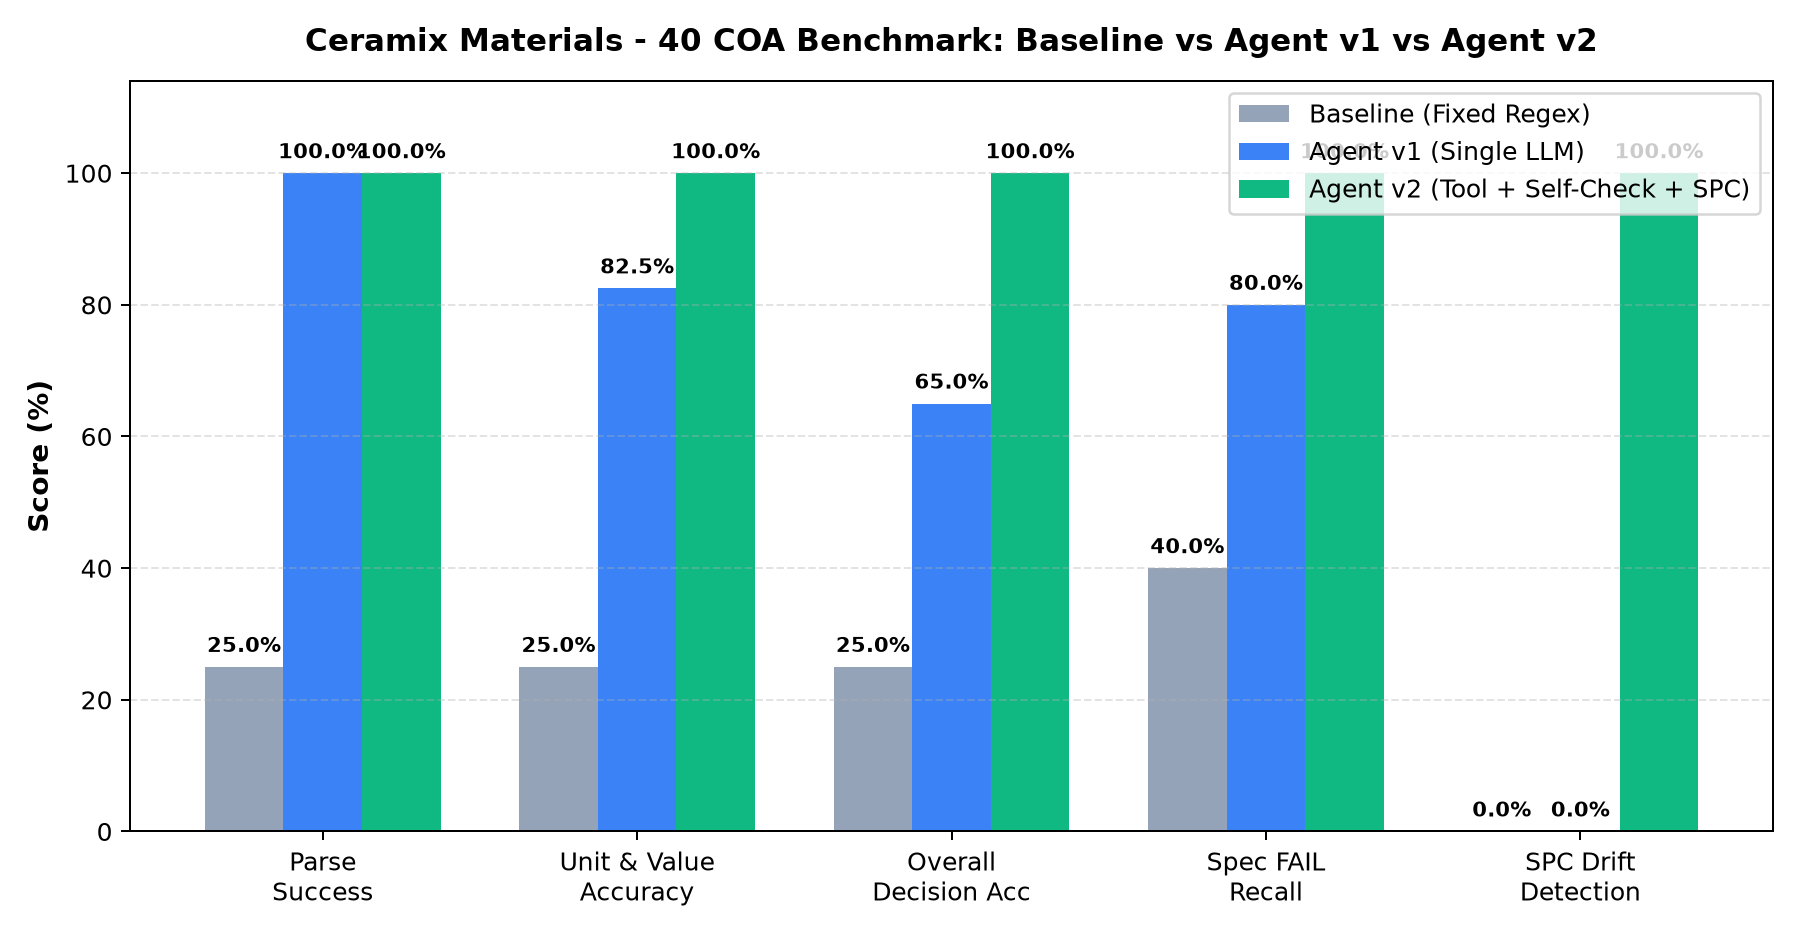 Ceramix Materials - 40 COA Benchmark: Baseline vs Agent v1 vs Agent v2
Baseline (Fixed Regex)
Agent v1 (Single LLM)
Agent v2 (Tool + Self-Check + SPC)
100.0% 100.0% 100.0% 100.0% 100.0% 100.0%
82.5%
80.0%
65.0%
40.0%
25.0% 25.0% 25.0%
0.0% 0.0%
Score (%)
100
80
60
40
20
0
Parse
Success
Unit & Value
Accuracy
Overall
Decision Acc
Spec FAIL
Recall
SPC Drift
Detection